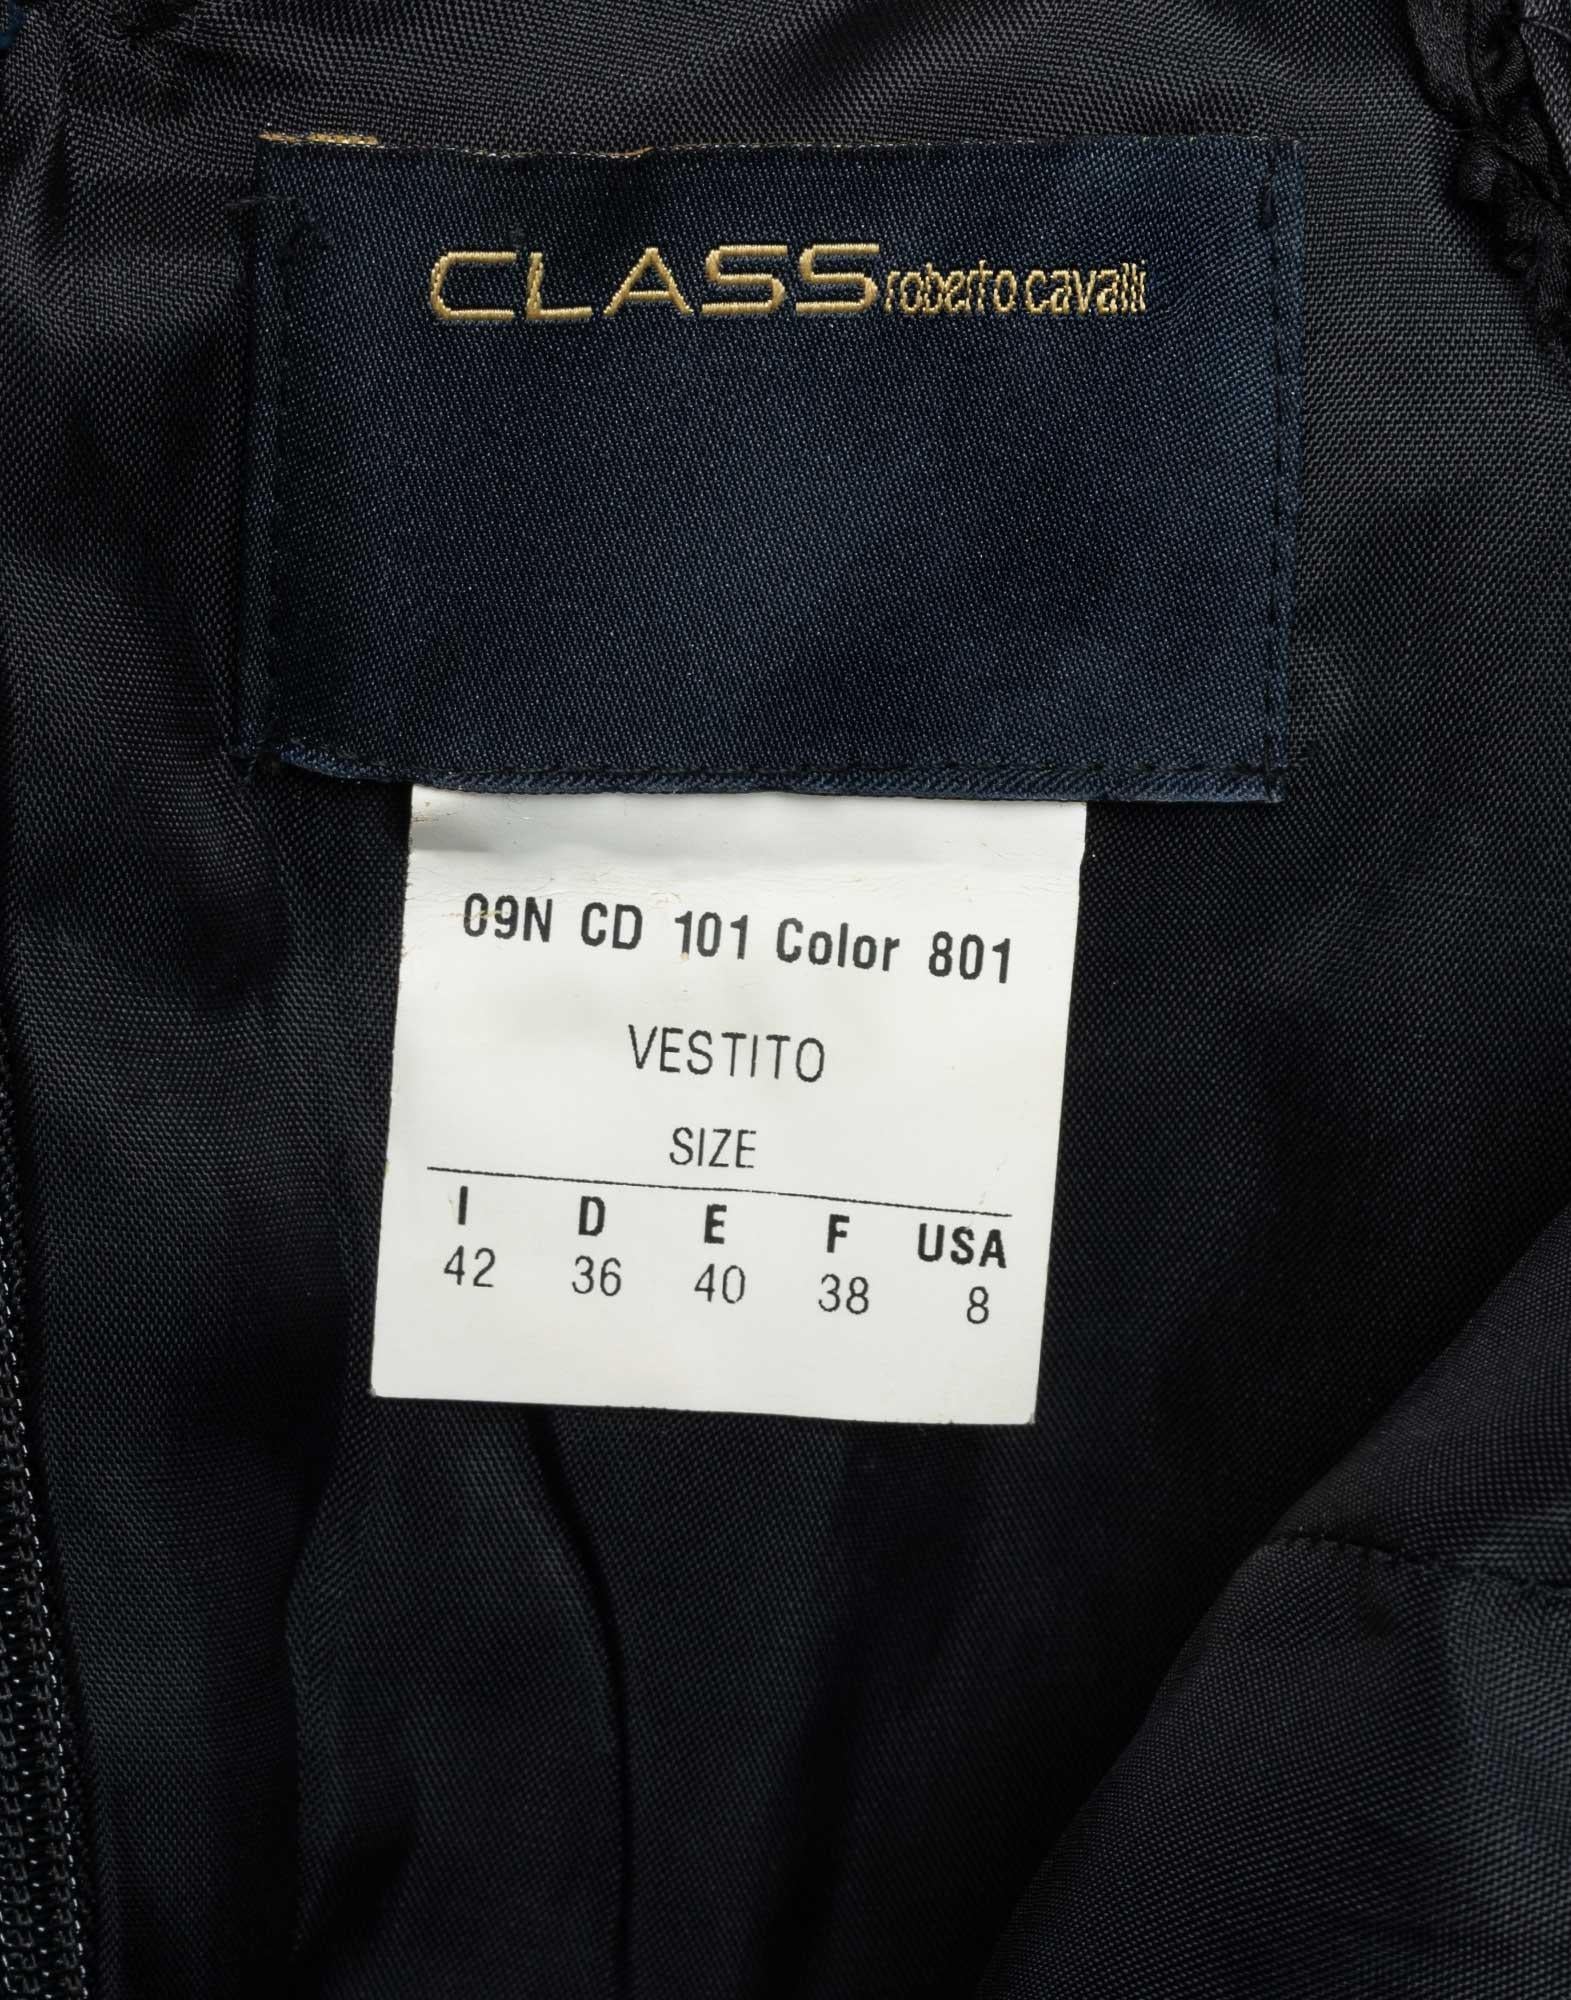 CLASS roberto cavalli
09N CD 101 Color 801
VESTITO
SIZE
I D E F USA
42 36 40 38 8